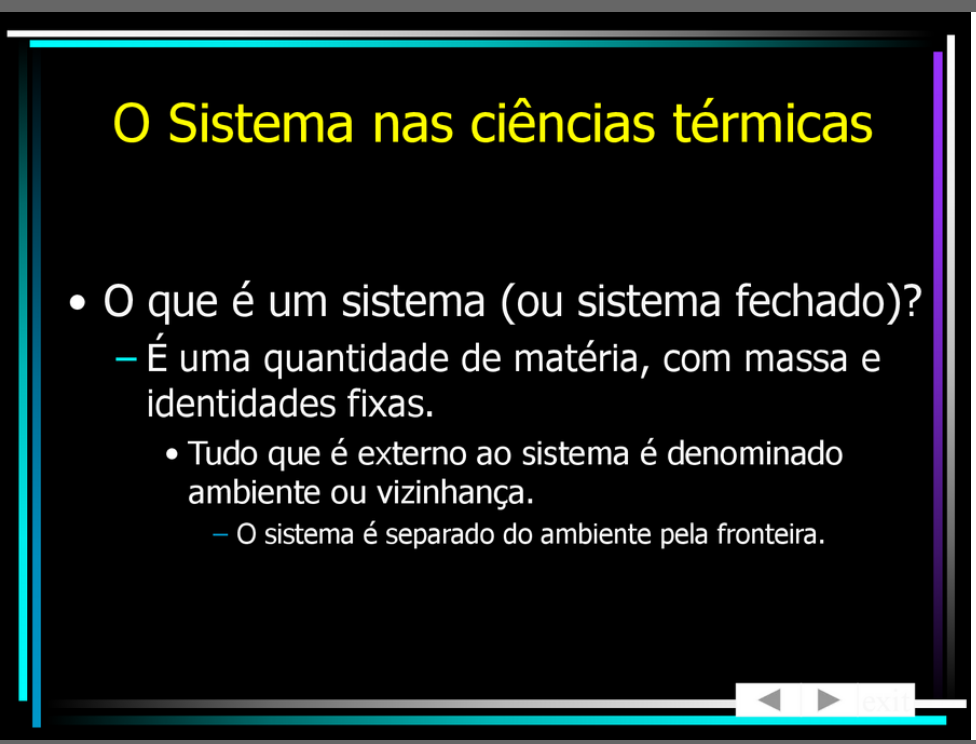 O Sistema nas ciências térmicas
• O que é um sistema (ou sistema fechado)?
– É uma quantidade de matéria, com massa e
identidades fixas.
• Tudo que é externo ao sistema é denominado
ambiente ou vizinhança.
– O sistema é separado do ambiente pela fronteira.
exit